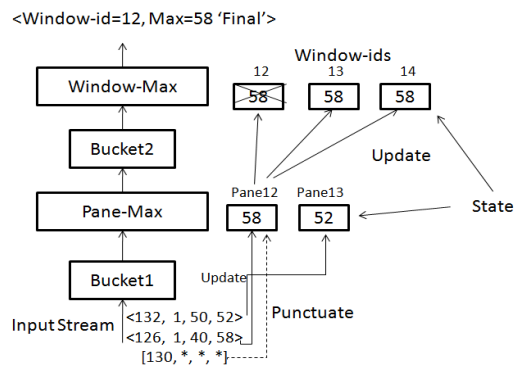 <Window-id=12, Max=58 ‘Final’>
Window-ids
12 13 14
Window-Max
58 58 58
Bucket2
Update
Pane12 Pane13
Pane-Max
58 52
State
Bucket1
Update
<132, 1, 50, 52>
Input Stream
Punctuate
<126, 1, 40, 58>
[130, *, *, *]